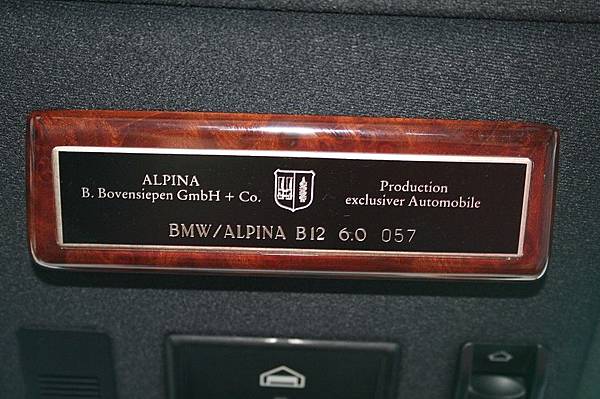 ALPINA
B. Bovensiepen GmbH + Co.
Production
exclusiver Automobile
BMW/ALPINA B12 6.0 057